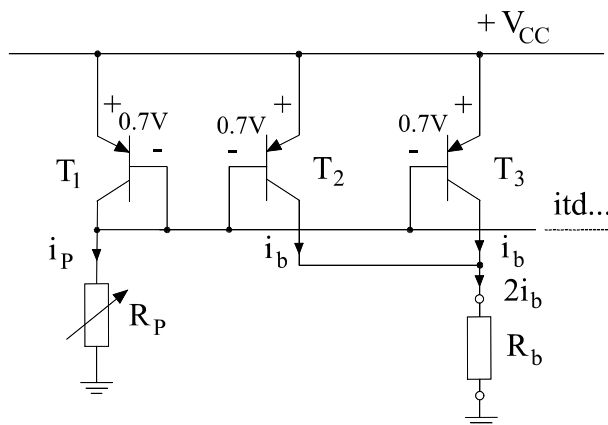 + V_CC
+ + +
0.7V 0.7V 0.7V
- - -
T_1 T_2 T_3
itd...
i_P i_b i_b
2i_b
R_P R_b